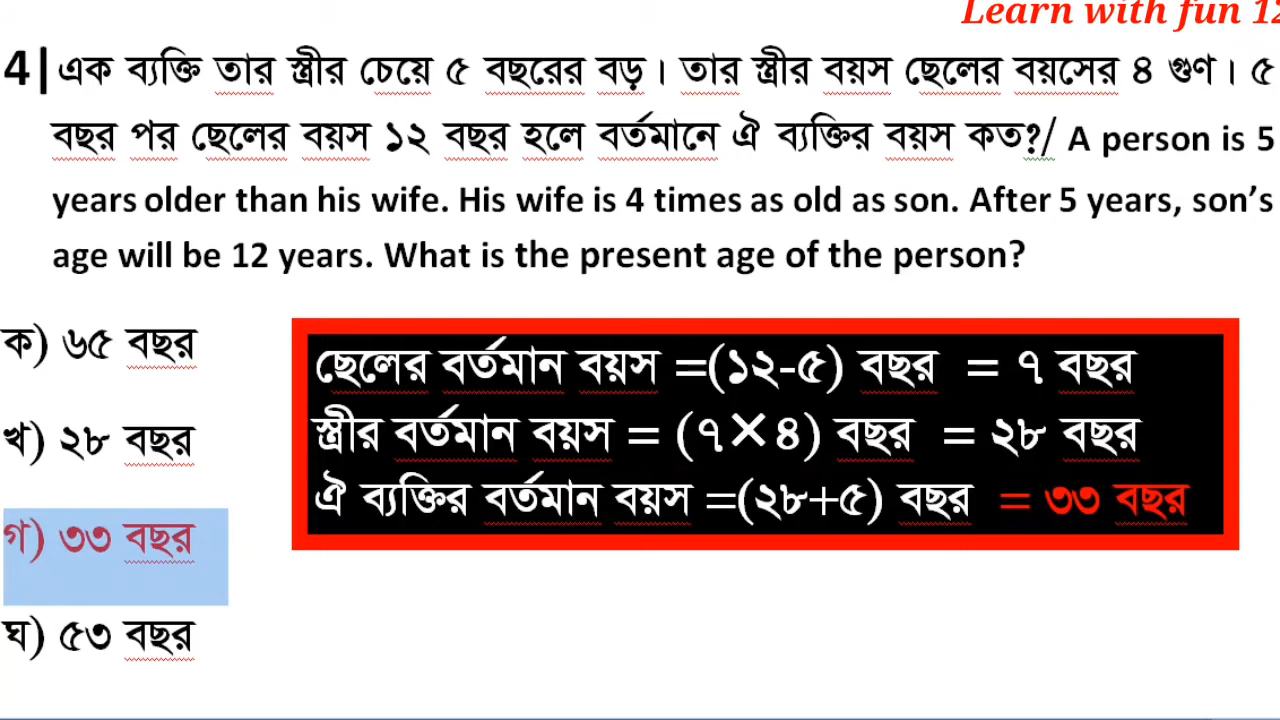 Learn with fun 12
4|এক ব্যক্তি তার স্ত্রীর চেয়ে ৫ বছরের বড়। তার স্ত্রীর বয়স ছেলের বয়সের ৪ গুণ। ৫
বছর পর ছেলের বয়স ১২ বছর হলে বর্তমানে ঐ ব্যক্তির বয়স কত?/ A person is 5
years older than his wife. His wife is 4 times as old as son. After 5 years, son’s
age will be 12 years. What is the present age of the person?
ক) ৬৫ বছর
ছেলের বর্তমান বয়স =(১২-৫) বছর = ৭ বছর
খ) ২৮ বছর
স্ত্রীর বর্তমান বয়স = (৭×৪) বছর = ২৮ বছর
ঐ ব্যক্তির বর্তমান বয়স =(২৮+৫) বছর = ৩৩ বছর
গ) ৩৩ বছর
ঘ) ৫৩ বছর